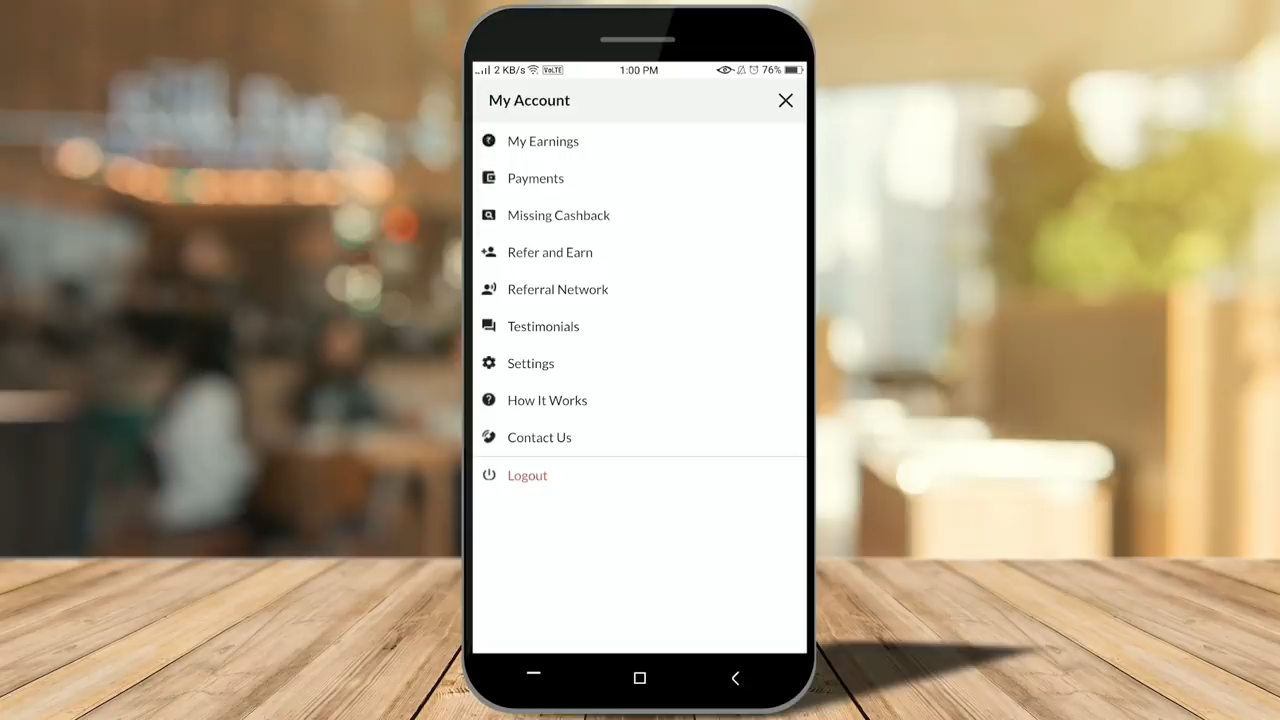 2 KB/s VoLTE 1:00 PM 76%
My Account
My Earnings
Payments
Missing Cashback
Refer and Earn
Referral Network
Testimonials
Settings
How It Works
Contact Us
Logout